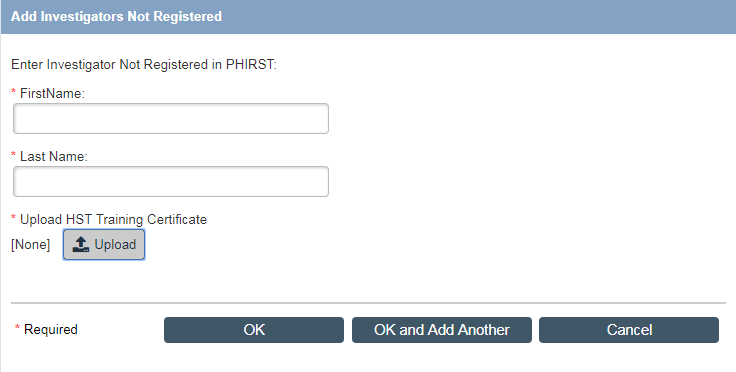 Add Investigators Not Registered
Enter Investigator Not Registered in PHIRST:
* FirstName:
* Last Name:
* Upload HST Training Certificate
[None] Upload
* Required OK OK and Add Another Cancel